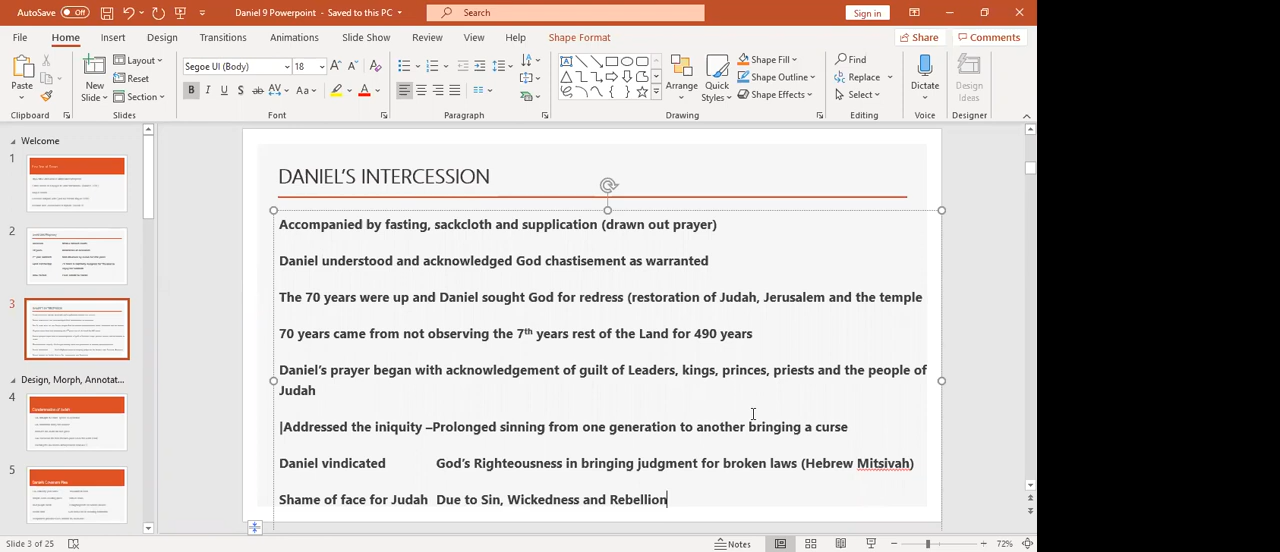 AutoSave Off Daniel 9 Powerpoint - Saved to this PC Search Sign in
File Home Insert Design Transitions Animations Slide Show Review View Help Shape Format Share Comments
Paste New Slide Layout Reset Section Segoe UI (Body) 18 Arrange Quick Styles Shape Fill Shape Outline Shape Effects Find Replace Select Dictate Design Ideas
B I U S ab AV Aa A
Clipboard Slides Font Paragraph Drawing Editing Voice Designer
Welcome
1
2
3
Design, Morph, Annotat...
4
5
DANIEL'S INTERCESSION
Accompanied by fasting, sackcloth and supplication (drawn out prayer)
Daniel understood and acknowledged God chastisement as warranted
The 70 years were up and Daniel sought God for redress (restoration of Judah, Jerusalem and the temple
70 years came from not observing the 7th years rest of the Land for 490 years
Daniel's prayer began with acknowledgement of guilt of Leaders, kings, princes, priests and the people of
Judah
|Addressed the iniquity –Prolonged sinning from one generation to another bringing a curse
Daniel vindicated God's Righteousness in bringing judgment for broken laws (Hebrew Mitsivah)
Shame of face for Judah Due to Sin, Wickedness and Rebellion
Slide 3 of 25 Notes 72%